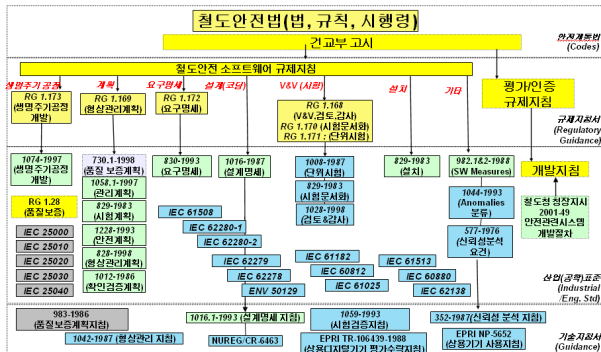 철도안전법(법, 규칙, 시행령)
건교부 고시
안전계통법
(Codes)
철도안전 소프트웨어 규제지침
생명주기 공정
계획
요구명세
설계(코딩)
V&V (시험)
설치
기타
평가/인증
규제지침
RG 1.173
(생명주기공정
개발)
RG 1.169
(형상관리계획)
RG 1.172
(요구명세)
RG 1.168
(V&V,검토,감사)
RG 1.170 (시험문서화)
RG 1.171 : (단위시험)
규제지침서
(Regulatory
Guidance)
1074-1997
(생명주기공정
개발)
730.1-1998
(품질 보증계획)
830-1993
(요구명세)
1016-1987
(설계명세)
1008-1987
(단위시험)
829-1983
(설치)
982.1&2-1988
(SW Measures)
개발지침
1058.1-1997
(관리계획)
829-1983
(시험계획)
1228-1993
(안전계획)
828-1998
(형상관리계획)
1012-1986
(확인검증계획)
829-1983
(시험문서화)
1028-1998
(검토&감사)
1044-1993
(Anomalies
분류)
577-1976
(신뢰성분석
요건)
철도청 청장지시
2001-49
안전관련시스템
개발절차
RG 1.28
(품질보증)
IEC 25000
IEC 25010
IEC 25020
IEC 25030
IEC 25040
IEC 61508
IEC 62280-1
IEC 62280-2
IEC 62279
IEC 62278
ENV 50129
IEC 61182
IEC 60812
IEC 61025
IEC 61513
IEC 60880
IEC 62138
산업(공학)표준
(Industrial
/Eng. Std)
983-1986
(품질보증계획지침)
1042-1987 (형상관리 지침)
1016.1-1993 (설계명세 지침)
NUREG/CR-6463
1059-1993
(시험검증지침)
EPRI TR-106439-1988
(상용디지털기기 평가수락지침)
352-1987(신뢰성 분석 지침)
EPRI NP-5652
(상용기기 사용지침)
기술지침서
(Guidance)